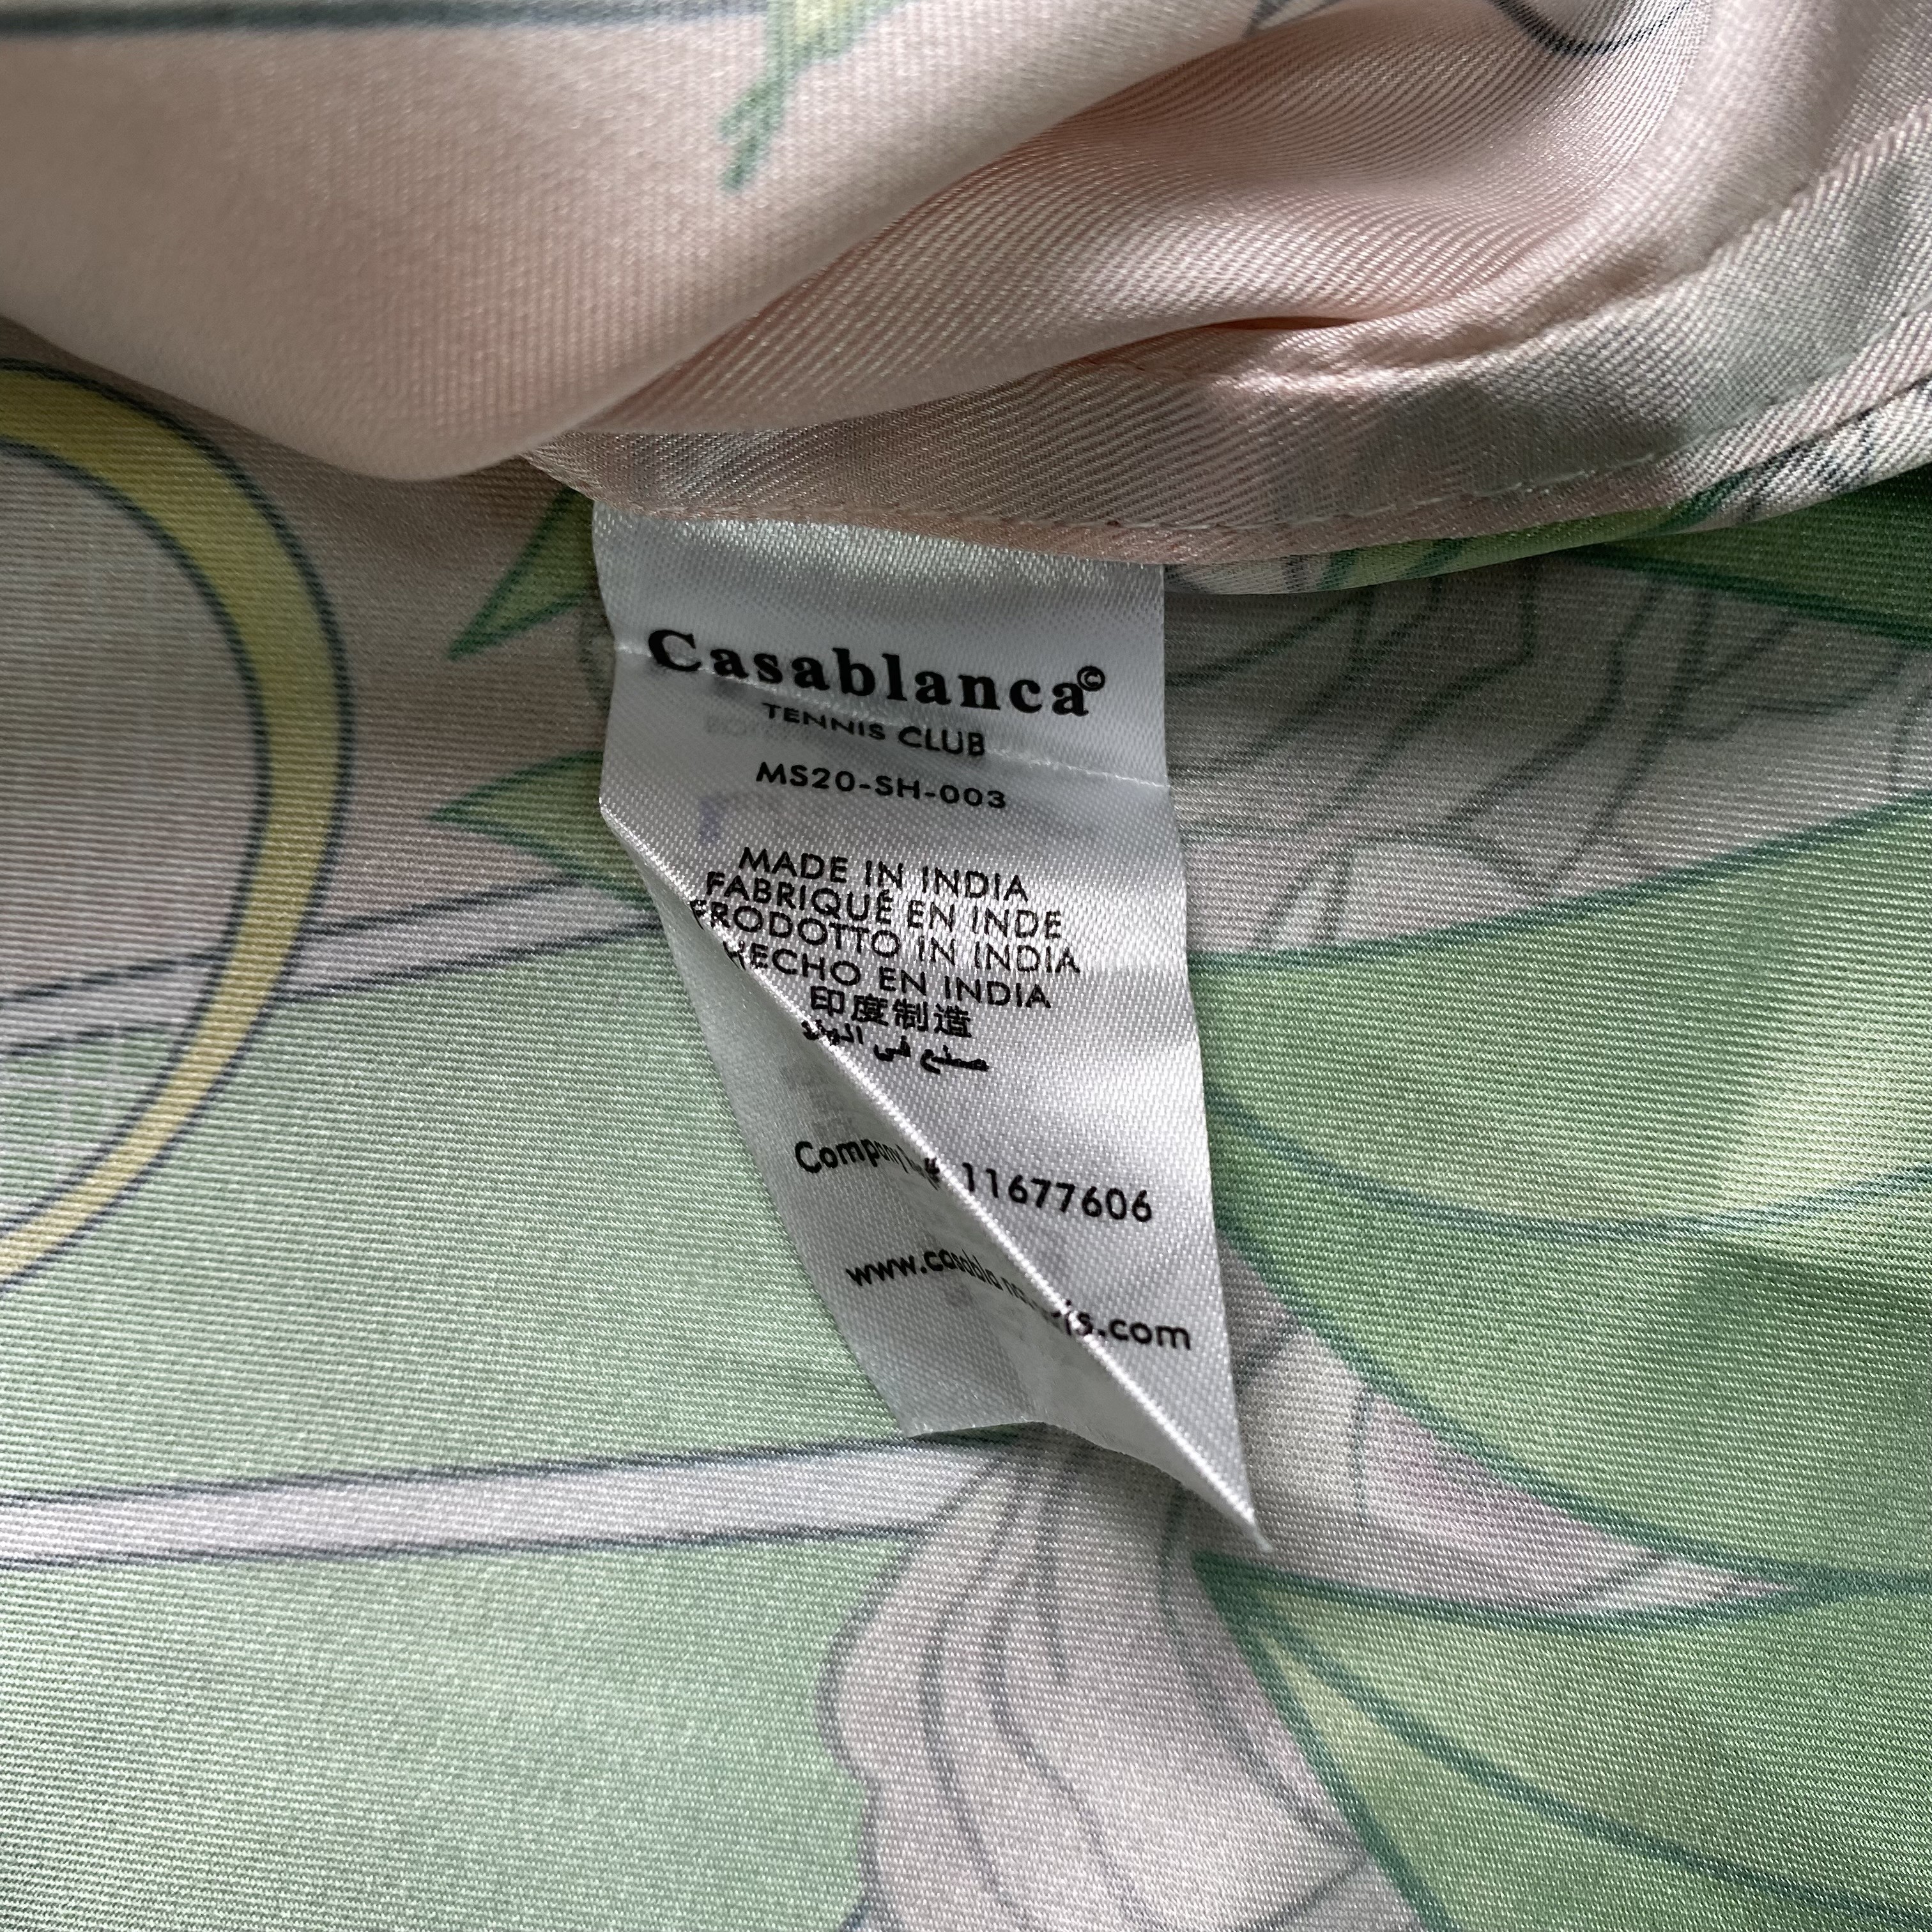 Casablanca©
TENNIS CLUB
MS20-SH-003
MADE IN INDIA
FABRIQUÉ EN INDE
PRODOTTO IN INDIA
HECHO EN INDIA
印度制造
صنع في الهند
Company # 11677606